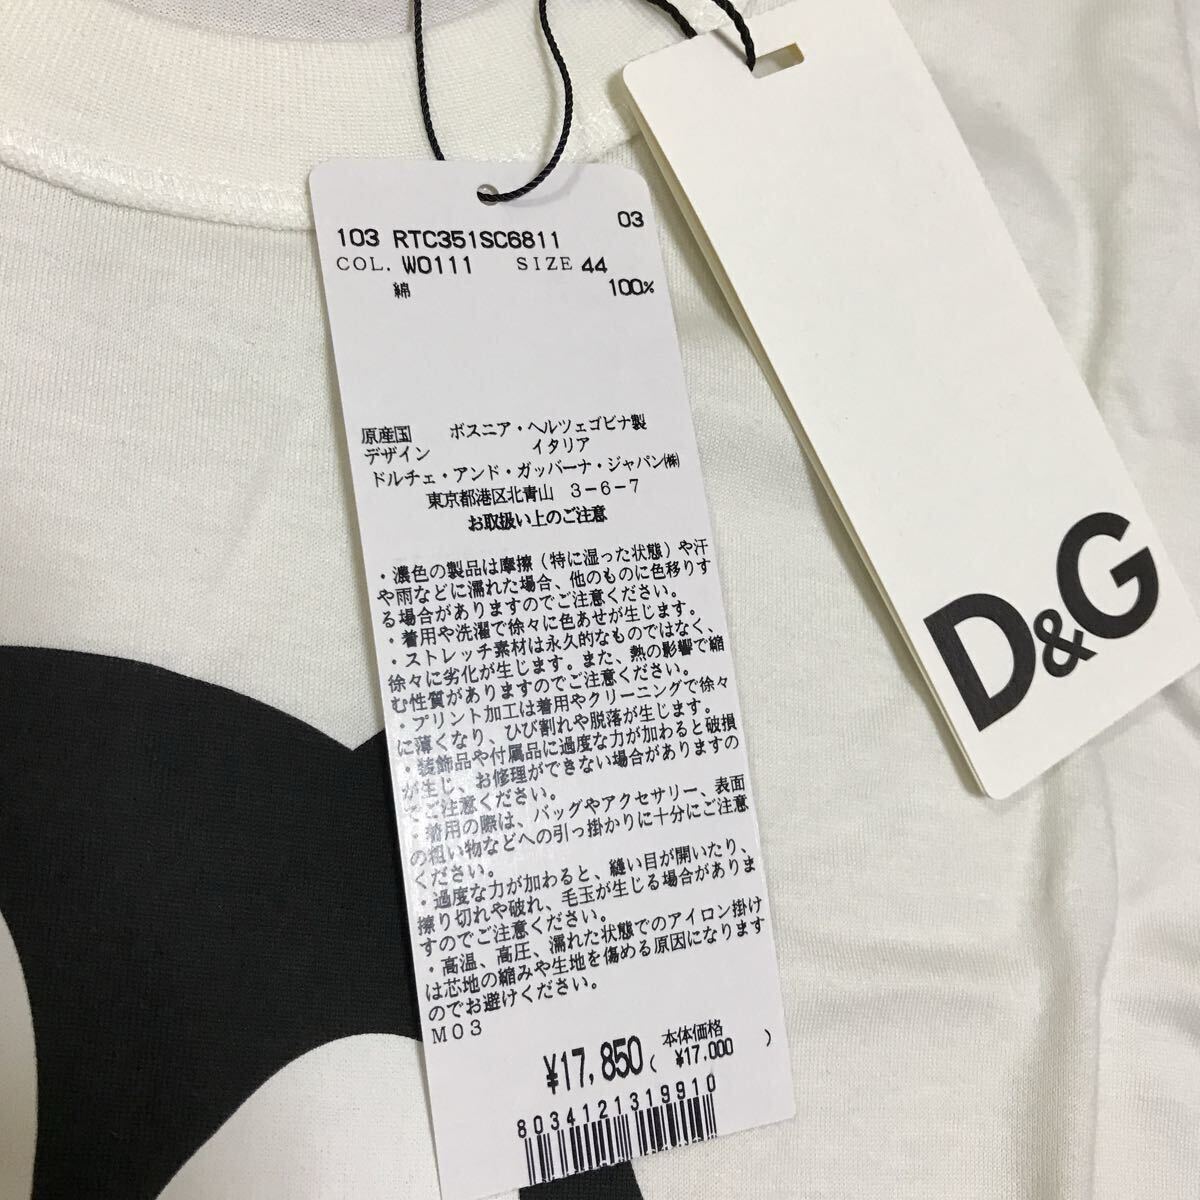 103 RTC351SC6811 03
COL. W0111 SIZE 44
綿 100%
原産国 ボスニア・ヘルツェゴビナ製
デザイン イタリア
ドルチェ・アンド・ガッバーナ・ジャパン㈱
東京都港区北青山 3-6-7
お取扱い上のご注意
・濃色の製品は摩擦（特に湿った状態）や汗
や雨などに濡れた場合、他のものに色移りす
る場合がありますのでご注意ください。
・着用や洗濯で徐々に色あせが生じます。
・ストレッチ素材は永久的なものではなく、
徐々に劣化が生じます。また、熱の影響で縮
む性質がありますのでご注意ください。
・プリント加工は着用やクリーニングで徐々
に薄くなり、ひび割れや脱落が生じます。
・装飾品や付属品に過度な力が加わると破損
が生じ、お修理ができない場合がありますの
でご注意ください。
・着用の際は、バッグやアクセサリー、表面
の粗い物などへの引っ掛かりに十分にご注意
ください。
・過度な力が加わると、縫い目が開いたり、
擦り切れや破れ、毛玉が生じる場合がありま
すのでご注意ください。
・高温、高圧、濡れた状態でのアイロン掛け
は芯地の縮みや生地を傷める原因になります
のでお避けください。
M03
¥17,850( 本体価格 ¥17,000 )
8034121319910
D&G